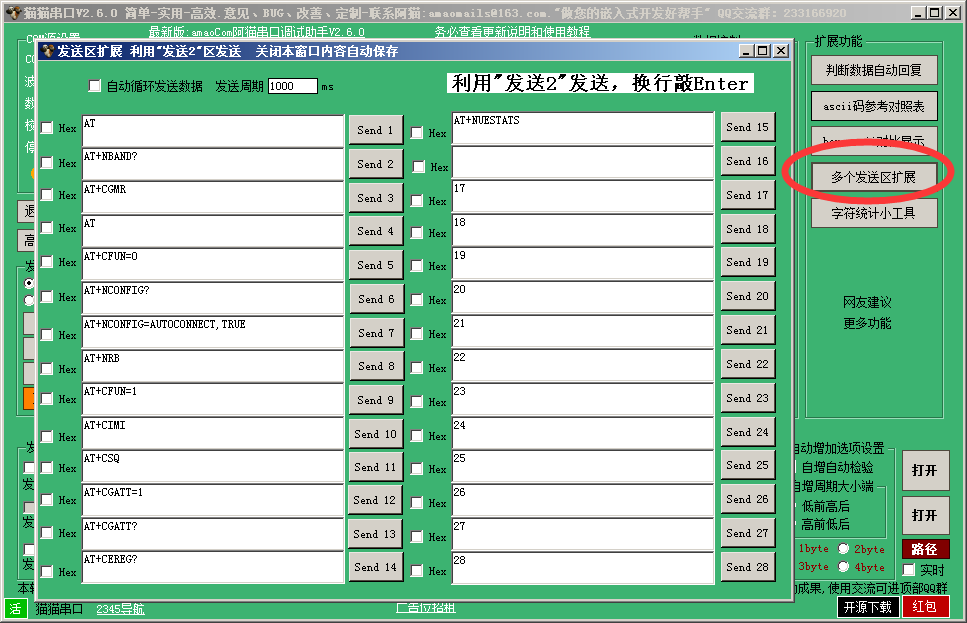 猫猫串口V2.6.0 简单-实用-高效.意见、BUG、改善、定制-联系阿猫:amaomails@163.com."做您的嵌入式开发好帮手" QQ交流群: 233166920
最新版:amaoCom阿猫串口调试助手V2.6.0 务必查看更新说明和使用教程
发送区扩展 利用"发送2"区发送 关闭本窗口内容自动保存
自动循环发送数据 发送周期 1000 ms
利用"发送2"发送，换行敲Enter
Hex AT Send 1
Hex AT+NBAND? Send 2
Hex AT+CGMR Send 3
Hex AT Send 4
Hex AT+CFUN=0 Send 5
Hex AT+NCONFIG? Send 6
Hex AT+NCONFIG=AUTOCONNECT,TRUE Send 7
Hex AT+NRB Send 8
Hex AT+CFUN=1 Send 9
Hex AT+CIMI Send 10
Hex AT+CSQ Send 11
Hex AT+CGATT=1 Send 12
Hex AT+CGATT? Send 13
Hex AT+CEREG? Send 14
Hex AT+NUESTATS Send 15
Hex Send 16
Hex 17 Send 17
Hex 18 Send 18
Hex 19 Send 19
Hex 20 Send 20
Hex 21 Send 21
Hex 22 Send 22
Hex 23 Send 23
Hex 24 Send 24
Hex 25 Send 25
Hex 26 Send 26
Hex 27 Send 27
Hex 28 Send 28
扩展功能
判断数据自动回复
ascii码参考对照表
对比显示
多个发送区扩展
字符统计小工具
网友建议
更多功能
自动增加选项设置
自增自动检验
自增周期大小端
低前高后
高前低后
1byte 2byte
3byte 4byte
打开
打开
路径
实时
成果, 使用交流可进顶部QQ群
活 猫猫串口 2345导航 广告位招租 开源下载 红包